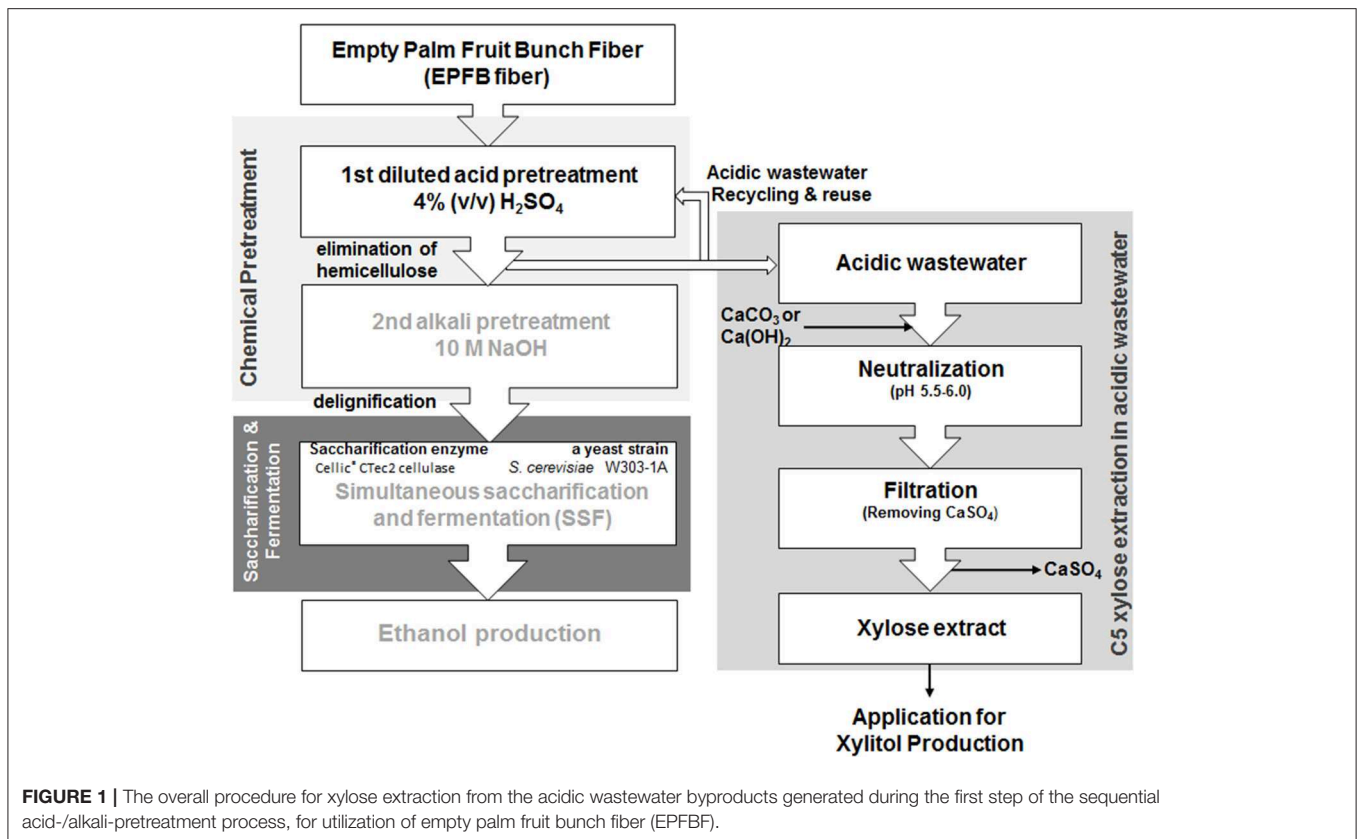 Empty Palm Fruit Bunch Fiber
(EPFB fiber)
Chemical Pretreatment
1st diluted acid pretreatment
4% (v/v) H₂SO₄
elimination of
hemicellulose
2nd alkali pretreatment
10 M NaOH
delignification
Saccharification &
Fermentation
Saccharification enzyme
Cellic® CTec2 cellulase
a yeast strain
S. cerevisiae W303-1A
Simultaneous saccharification
and fermentation (SSF)
Ethanol production
Acidic wastewater
Recycling & reuse
C5 xylose extraction in acidic wastewater
Acidic wastewater
CaCO₃ or
Ca(OH)₂
Neutralization
(pH 5.5-6.0)
Filtration
(Removing CaSO₄)
CaSO₄
Xylose extract
Application for
Xylitol Production
FIGURE 1 | The overall procedure for xylose extraction from the acidic wastewater byproducts generated during the first step of the sequential
acid-/alkali-pretreatment process, for utilization of empty palm fruit bunch fiber (EPFBF).